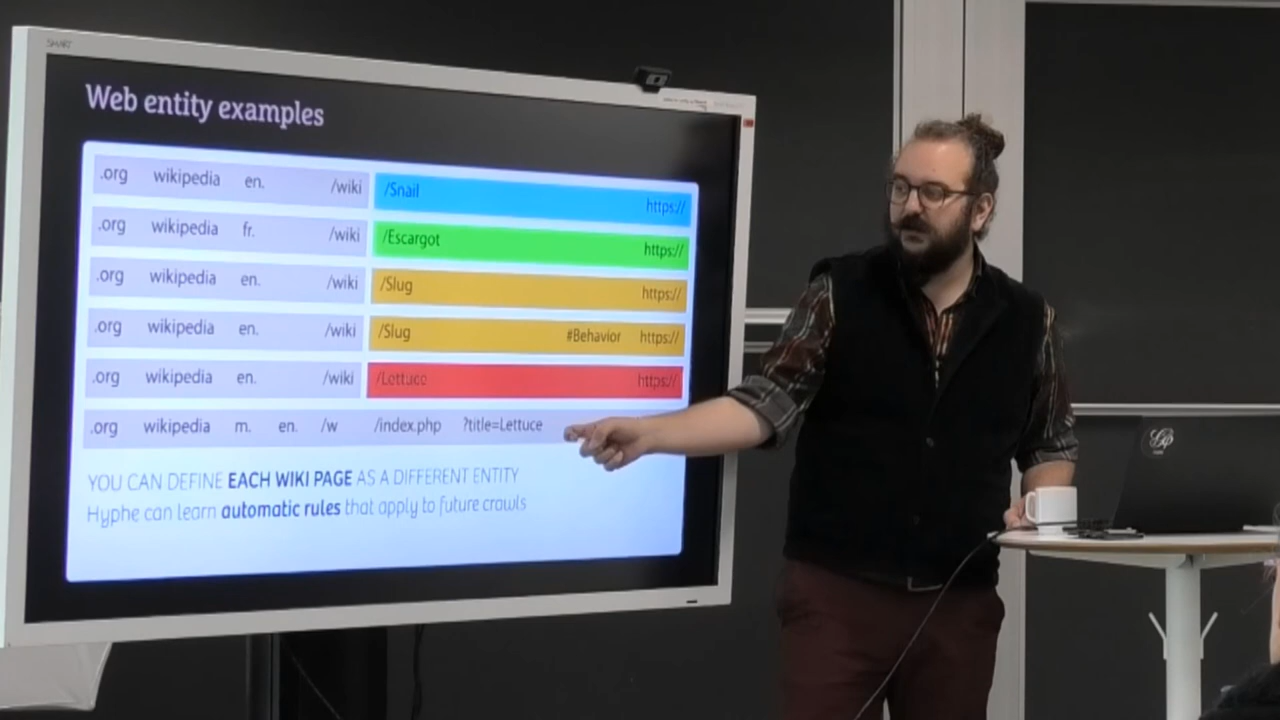 SMART
Web entity examples
.org wikipedia en. /wiki /Snail https://
.org wikipedia fr. /wiki /Escargot https://
.org wikipedia en. /wiki /Slug https://
.org wikipedia en. /wiki /Slug #Behavior https://
.org wikipedia en. /wiki /Lettuce https://
.org wikipedia m. en. /w /index.php ?title=Lettuce
YOU CAN DEFINE EACH WIKI PAGE AS A DIFFERENT ENTITY
Hyphe can learn automatic rules that apply to future crawls